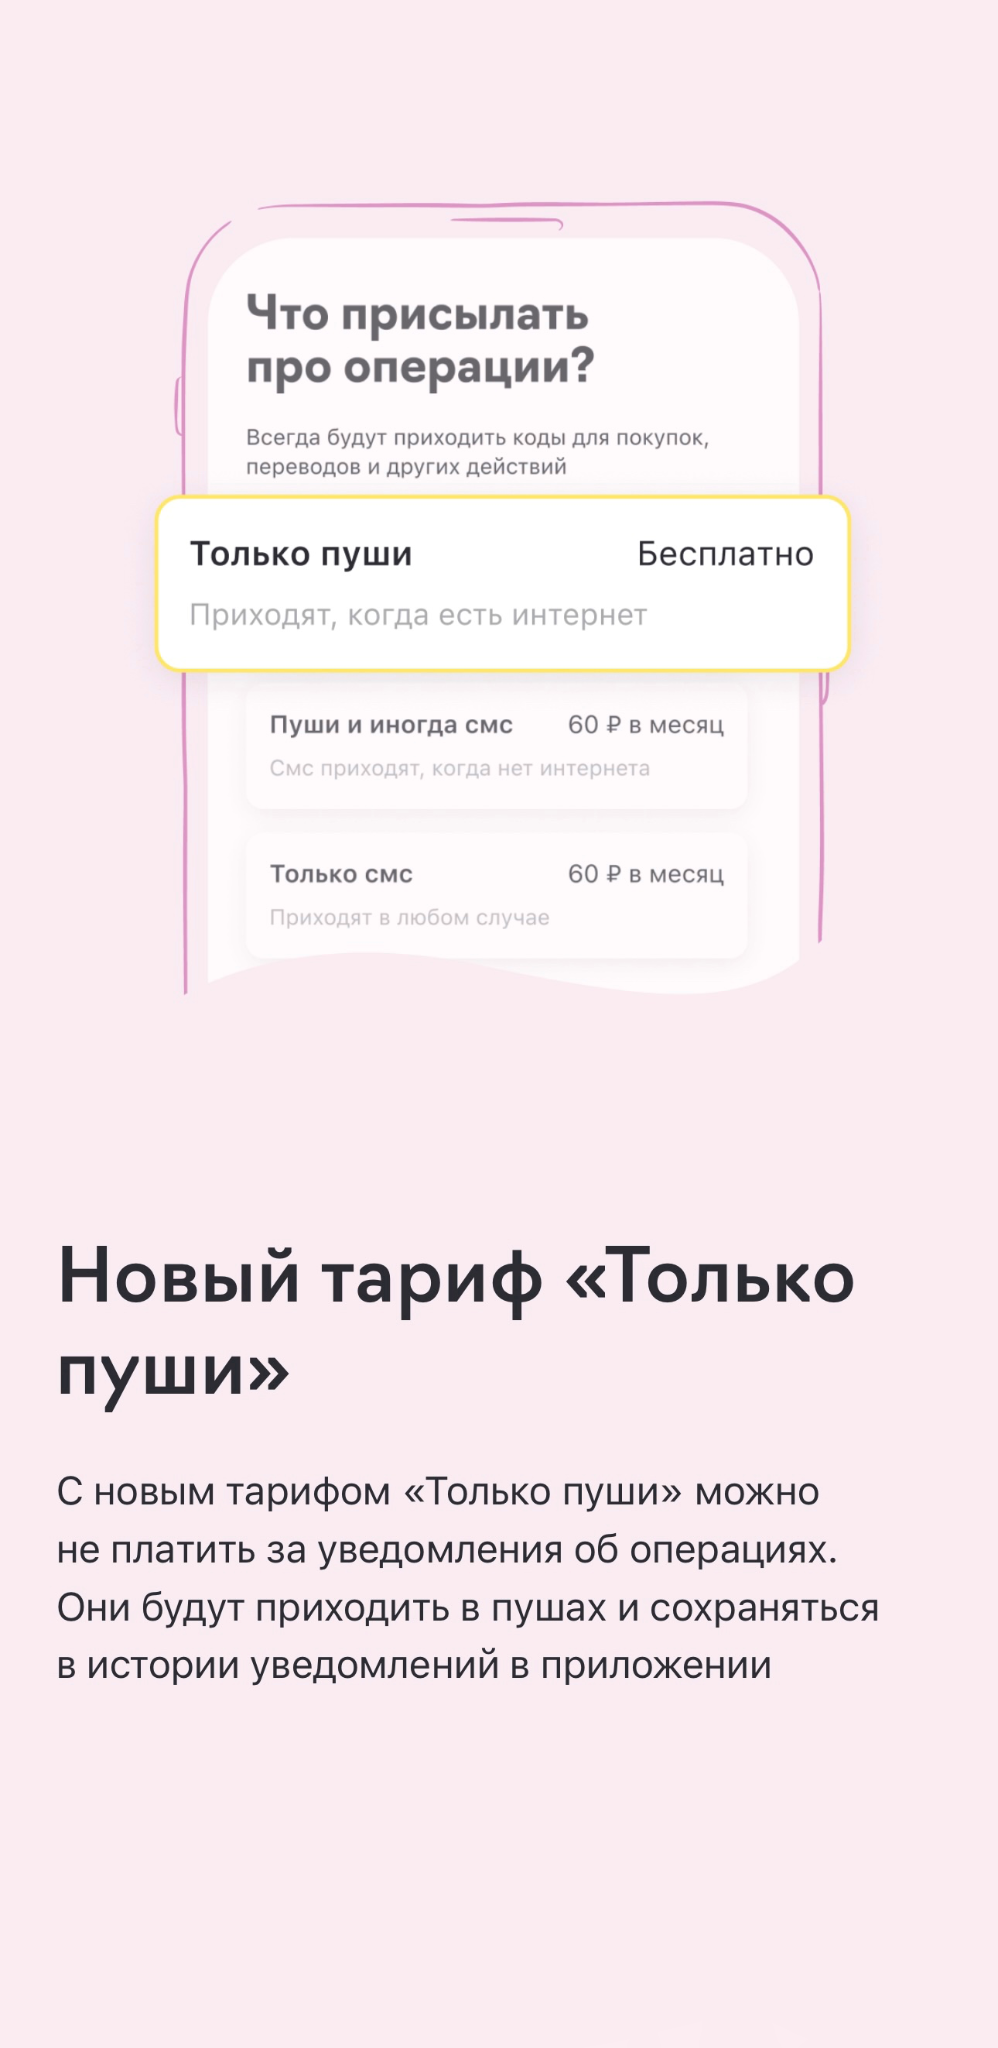 Что присылать
про операции?
Всегда будут приходить коды для покупок,
переводов и других действий
Только пуши Бесплатно
Приходят, когда есть интернет
Пуши и иногда смс 60 ₽ в месяц
Смс приходят, когда нет интернета
Только смс 60 ₽ в месяц
Приходят в любом случае
Новый тариф «Только
пуши»
С новым тарифом «Только пуши» можно
не платить за уведомления об операциях.
Они будут приходить в пушах и сохраняться
в истории уведомлений в приложении